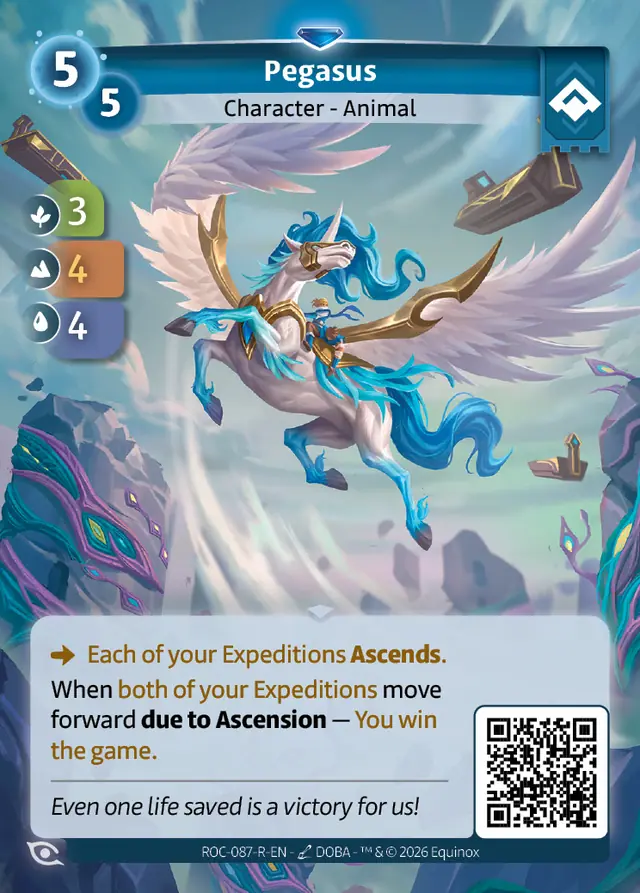 5
Pegasus
5
Character - Animal
3
4
4
Each of your Expeditions Ascends.
When both of your Expeditions move
forward due to Ascension — You win
the game.
Even one life saved is a victory for us!
ROC-087-R-EN - DOBA - ™ & © 2026 Equinox